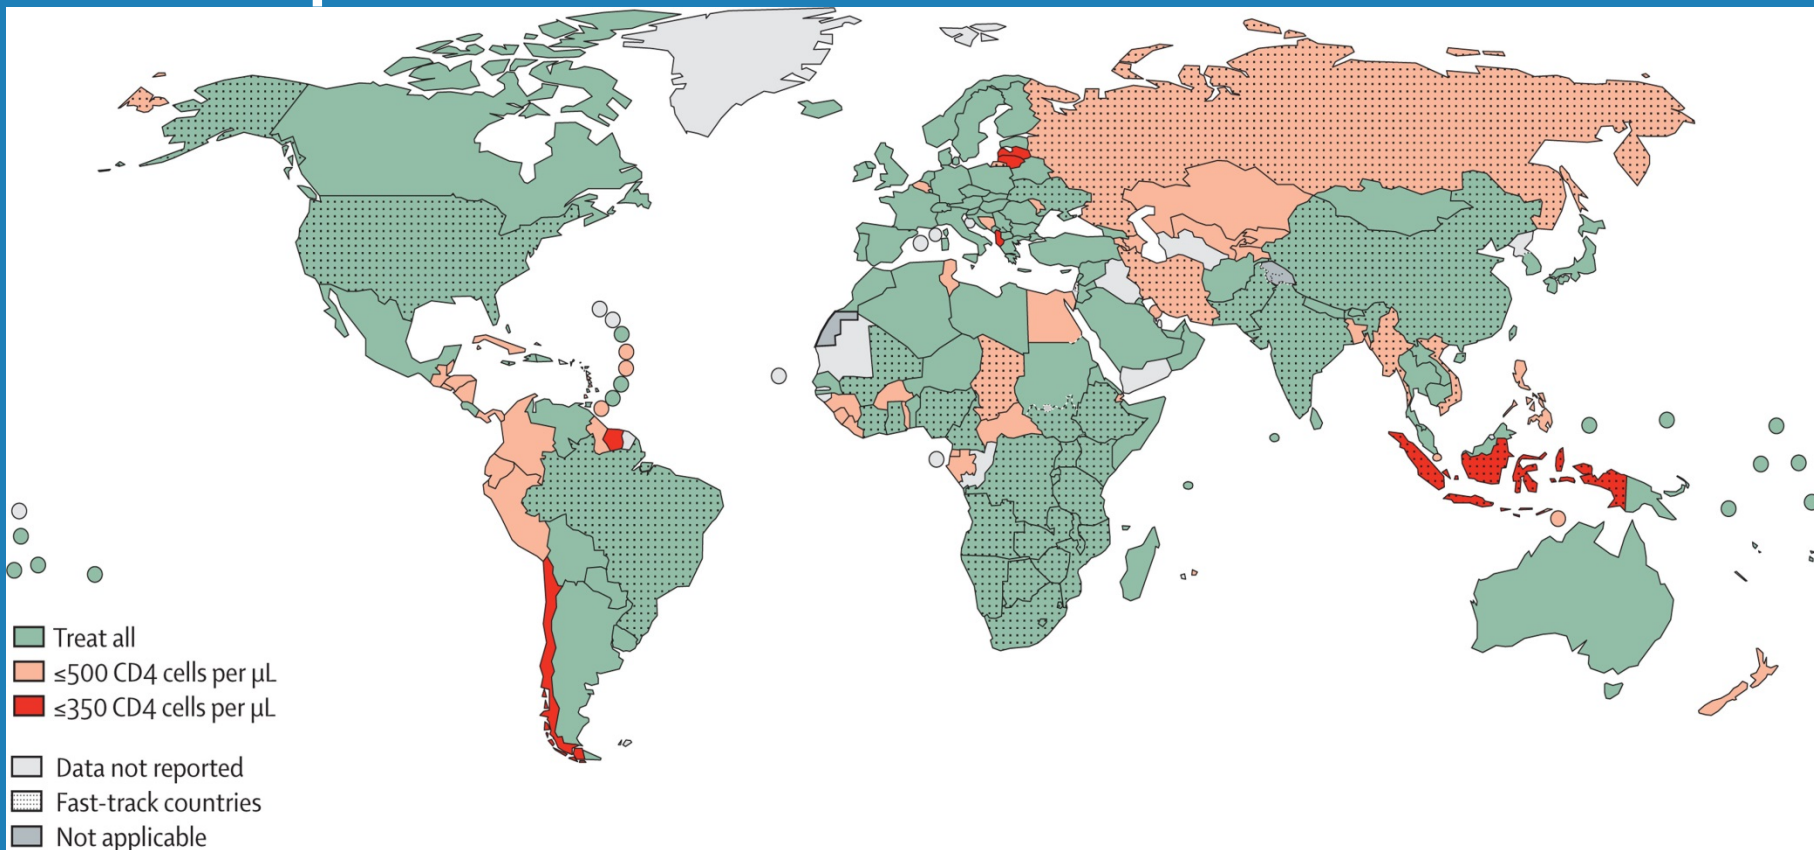 Treat all
≤500 CD4 cells per µL
≤350 CD4 cells per µL
Data not reported
Fast-track countries
Not applicable